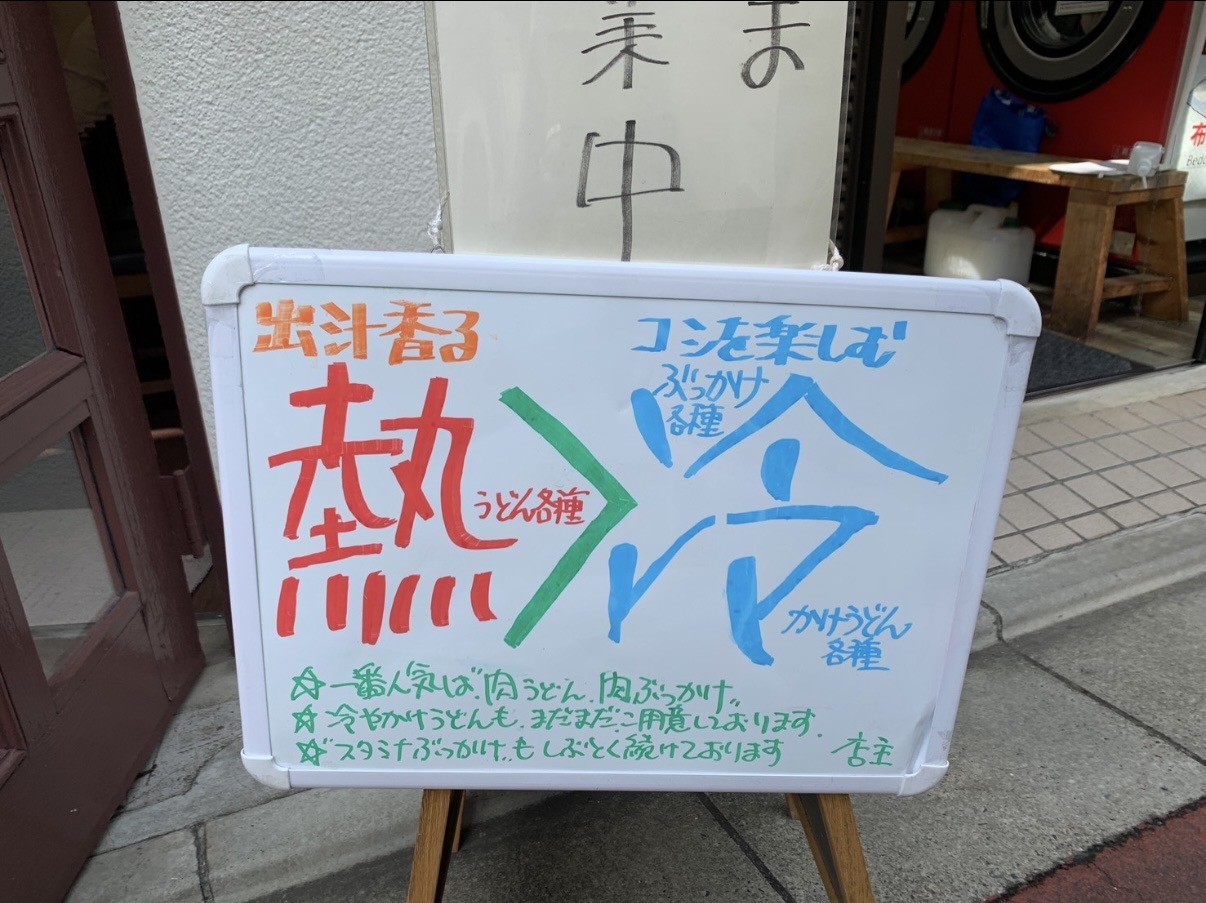 ま
業
中
出汁香る
熱
うどん各種
>
コシを楽しむ
ぶっかけ
各種
冷
かけうどん
各種
☆一番人気は"肉うどん、肉ぶっかけ"
☆冷やかけうどんも、まだまだご用意しております。
☆"スタミナぶっかけ"もしぶとく続けております 店主
布